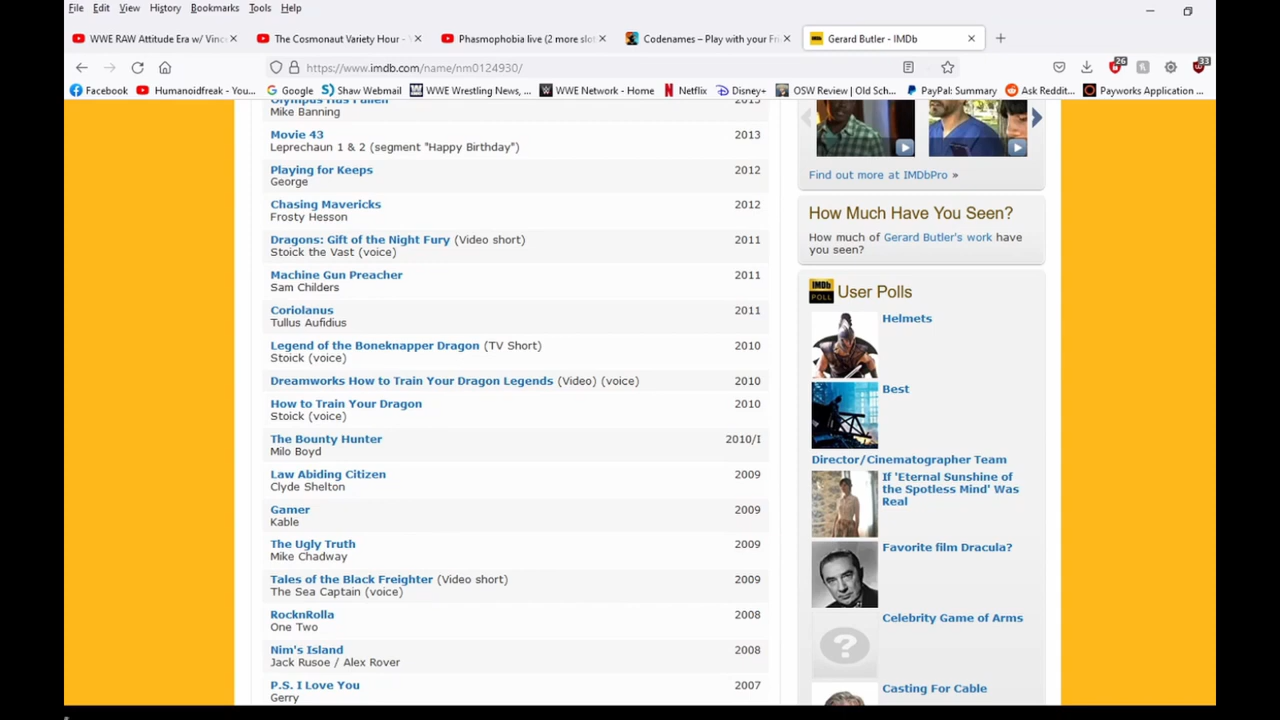 File Edit View History Bookmarks Tools Help
WWE RAW Attitude Era w/ Vinc
The Cosmonaut Variety Hour -
Phasmophobia live (2 more slot
Codenames – Play with your Fri
Gerard Butler - IMDb
https://www.imdb.com/name/nm0124930/
26
33
Facebook
Humanoidfreak - You...
Google
Shaw Webmail
WWE Wrestling News, ...
WWE Network - Home
Netflix
Disney+
OSW Review | Old Sch...
PayPal: Summary
Ask Reddit...
Payworks Application ...
Olympus Has Fallen 2013
Mike Banning
Movie 43 2013
Leprechaun 1 & 2 (segment "Happy Birthday")
Playing for Keeps 2012
George
Chasing Mavericks 2012
Frosty Hesson
Dragons: Gift of the Night Fury (Video short) 2011
Stoick the Vast (voice)
Machine Gun Preacher 2011
Sam Childers
Coriolanus 2011
Tullus Aufidius
Legend of the Boneknapper Dragon (TV Short) 2010
Stoick (voice)
Dreamworks How to Train Your Dragon Legends (Video) (voice) 2010
How to Train Your Dragon 2010
Stoick (voice)
The Bounty Hunter 2010/I
Milo Boyd
Law Abiding Citizen 2009
Clyde Shelton
Gamer 2009
Kable
The Ugly Truth 2009
Mike Chadway
Tales of the Black Freighter (Video short) 2009
The Sea Captain (voice)
RocknRolla 2008
One Two
Nim's Island 2008
Jack Rusoe / Alex Rover
P.S. I Love You 2007
Gerry
Find out more at IMDbPro »
How Much Have You Seen?
How much of Gerard Butler's work have
you seen?
IMDb
POLL
User Polls
Helmets
Best
Director/Cinematographer Team
If 'Eternal Sunshine of
the Spotless Mind' Was
Real
Favorite film Dracula?
Celebrity Game of Arms
?
Casting For Cable